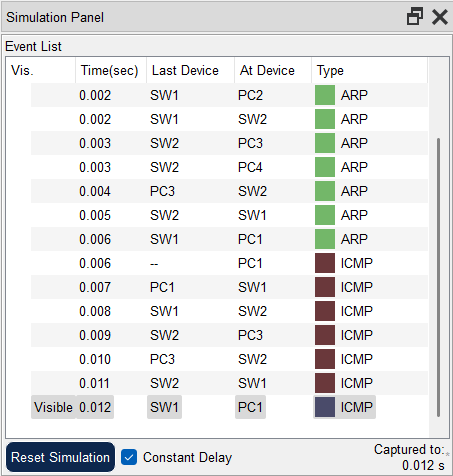 Simulation Panel
Event List
Vis. Time(sec) Last Device At Device Type
0.002 SW1 PC2 ARP
0.002 SW1 SW2 ARP
0.003 SW2 PC3 ARP
0.003 SW2 PC4 ARP
0.004 PC3 SW2 ARP
0.005 SW2 SW1 ARP
0.006 SW1 PC1 ARP
0.006 -- PC1 ICMP
0.007 PC1 SW1 ICMP
0.008 SW1 SW2 ICMP
0.009 SW2 PC3 ICMP
0.010 PC3 SW2 ICMP
0.011 SW2 SW1 ICMP
Visible 0.012 SW1 PC1 ICMP
Reset Simulation Constant Delay Captured to:
0.012 s